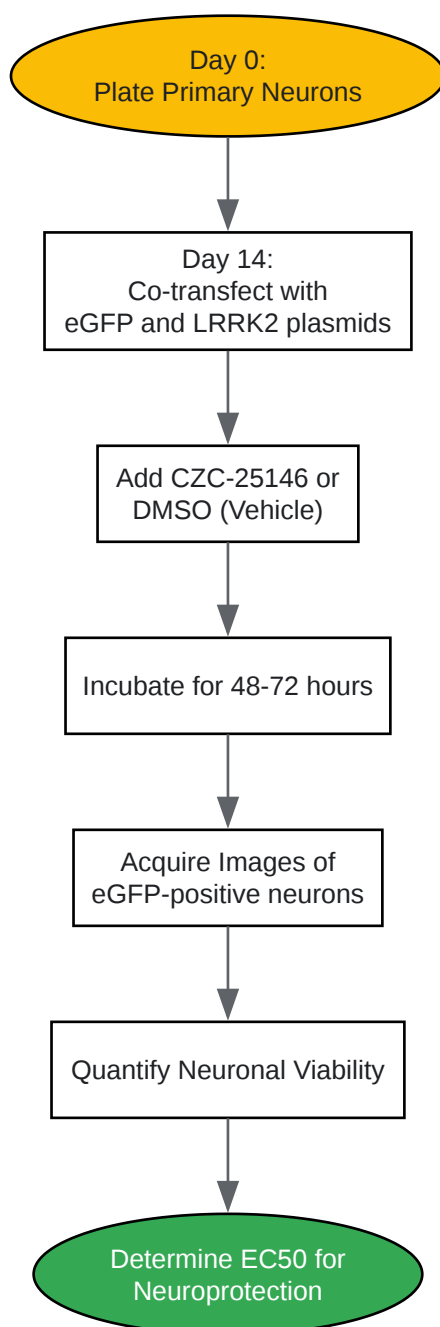 Day 0:
Plate Primary Neurons
Day 14:
Co-transfect with
eGFP and LRRK2 plasmids
Add CZC-25146 or
DMSO (Vehicle)
Incubate for 48-72 hours
Acquire Images of
eGFP-positive neurons
Quantify Neuronal Viability
Determine EC50 for
Neuroprotection